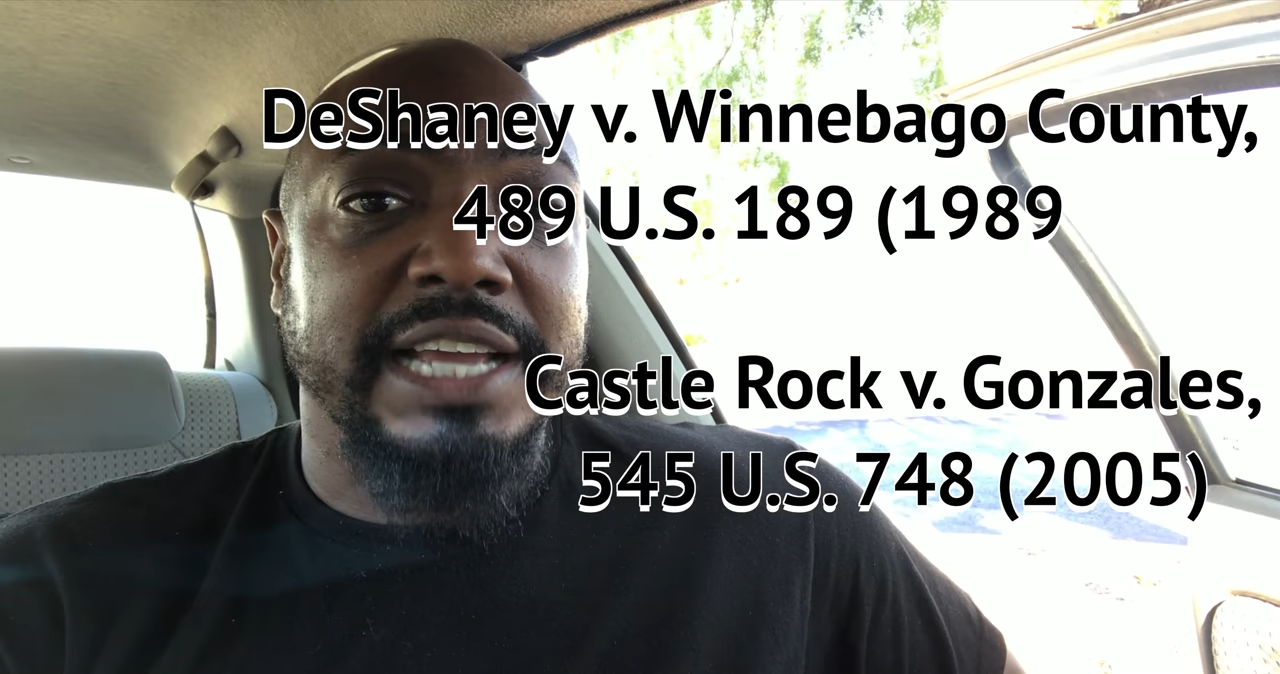 DeShaney v. Winnebago County,
489 U.S. 189 (1989
Castle Rock v. Gonzales,
545 U.S. 748 (2005)